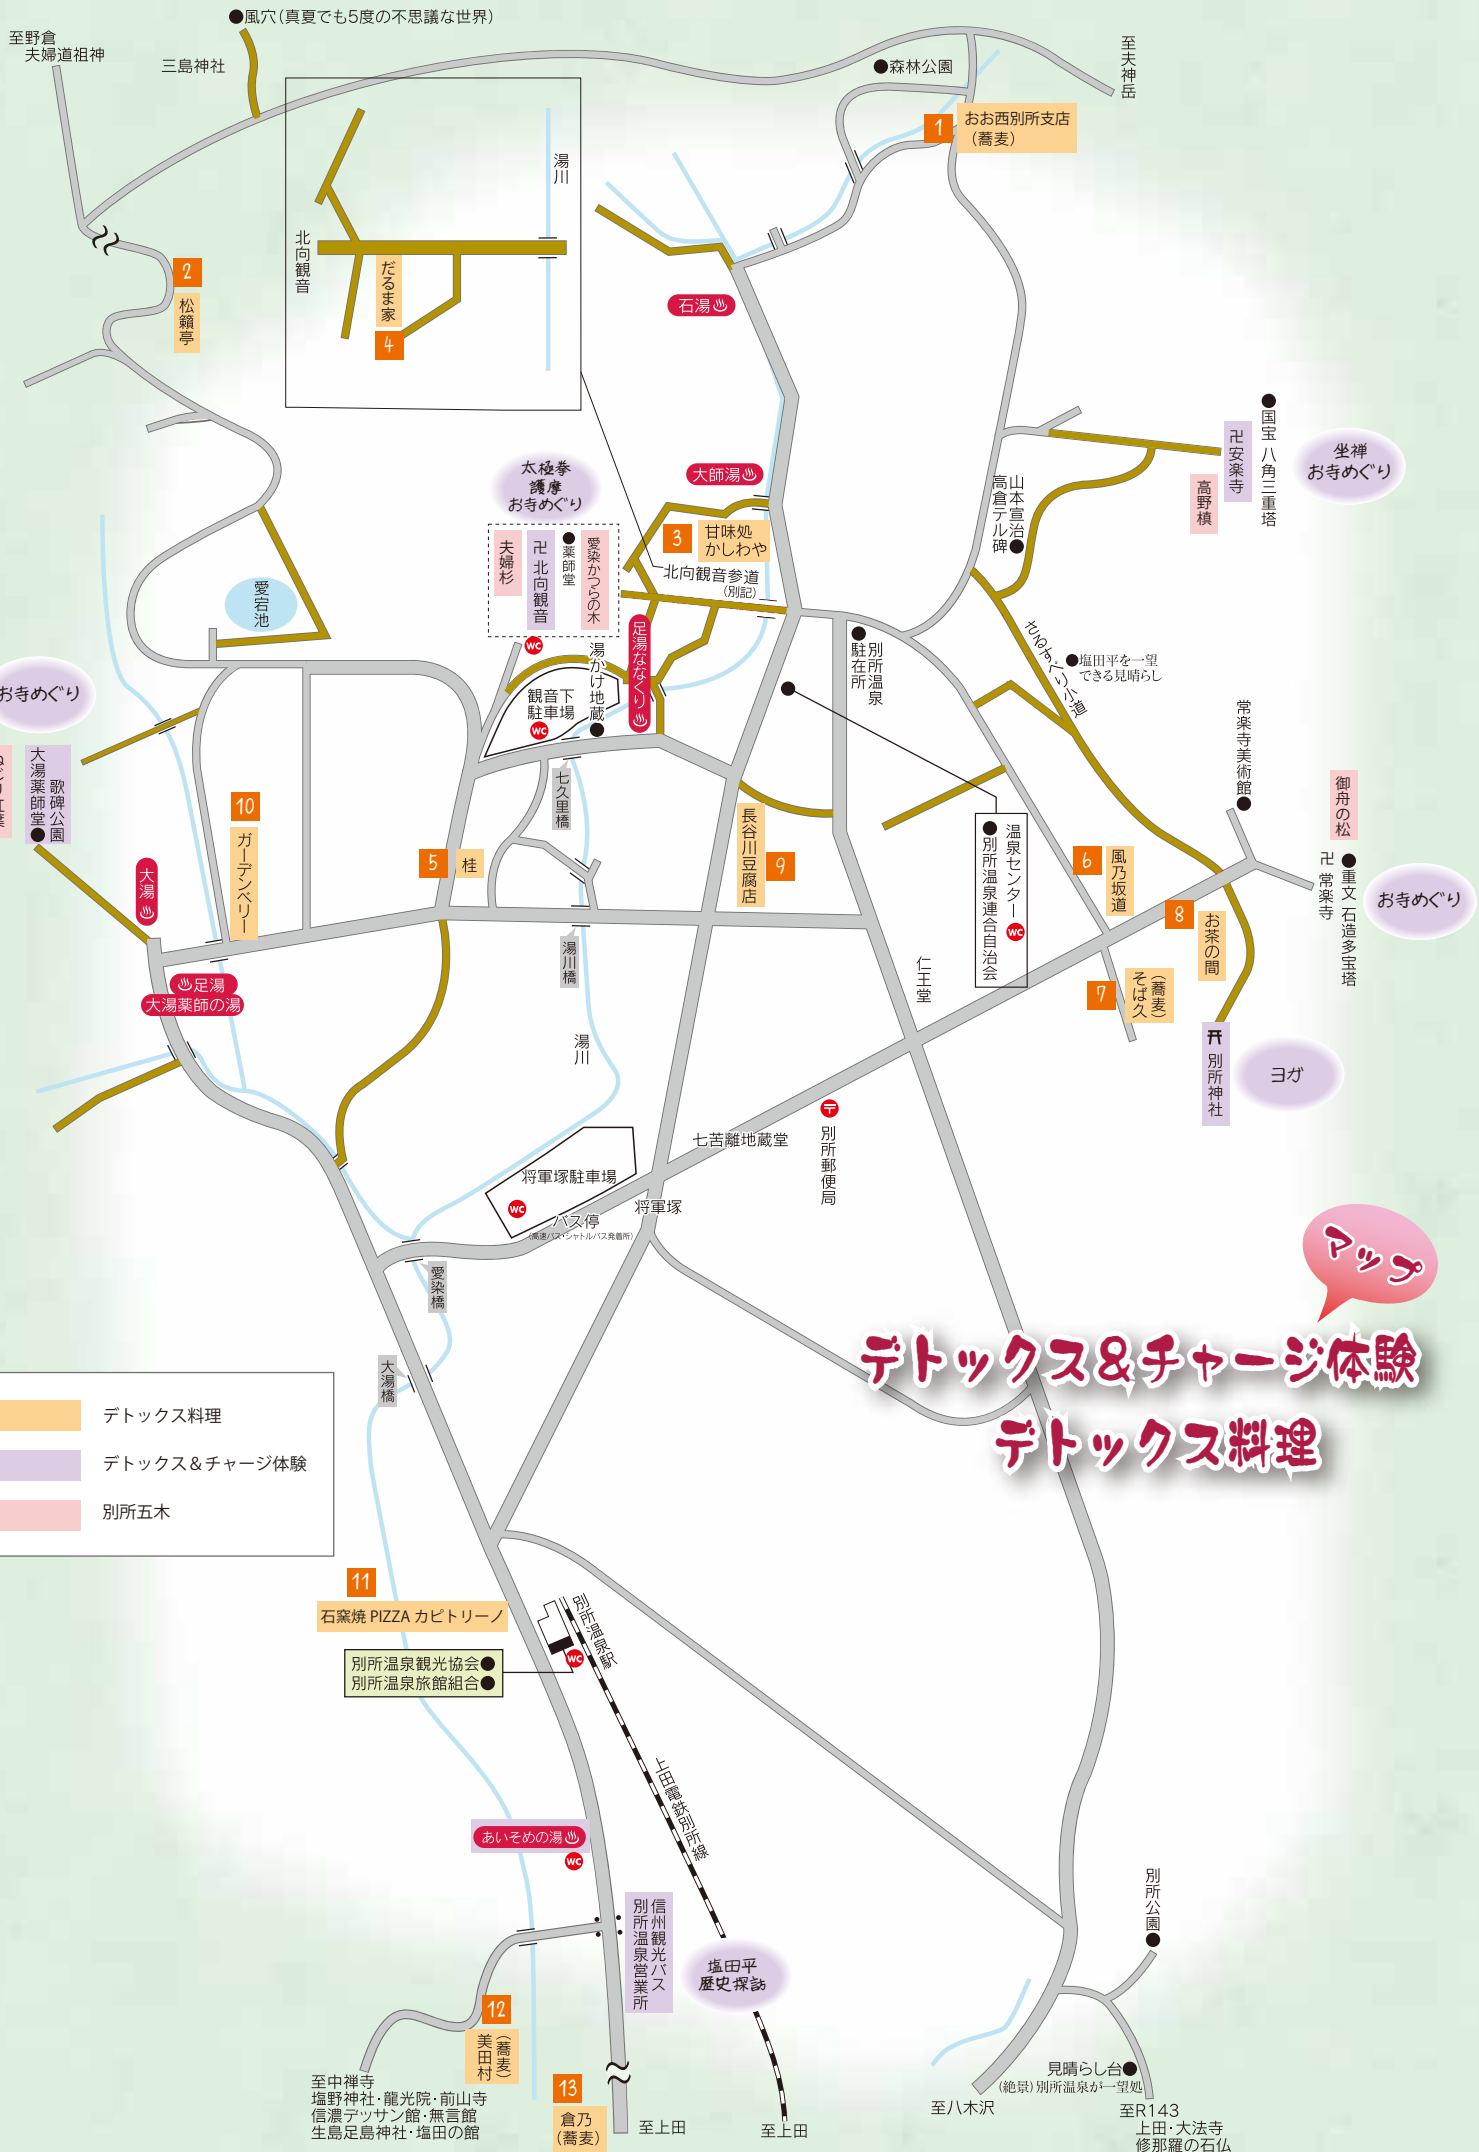 ●風穴(真夏でも5度の不思議な世界)
至野倉
夫婦道祖神
三島神社
●森林公園
至夫神岳
1
おお西別所支店
(蕎麦)
湯川
北向観音
だるま家
4
2
松籟亭
石湯♨
大師湯♨
太極拳
護摩
お寺めぐり
3
甘味処
かしわや
北向観音参道
(別記)
夫婦杉
卍 北向観音
●薬師堂
愛染かつらの木
WC
山本宣治●
高倉テル碑
●国宝 八角三重塔
卍安楽寺
高野槙
坐禅
お寺めぐり
愛宕池
足湯ななくり♨
湯かけ地蔵●
観音下
駐車場
WC
●別所温泉
駐在所
さるすべり小道
●塩田平を一望
できる見晴らし
お寺めぐり
歌碑公園
大湯薬師堂●
常楽寺美術館●
御舟の松
●重文 石造多宝塔
卍 常楽寺
お寺めぐり
10
ガーデンベリー
大湯♨
5
桂
七久里橋
長谷川豆腐店
9
温泉センター WC
●別所温泉連合自治会
6
風乃坂道
8
お茶の間
7
(蕎麦)
そば久
♨足湯
大湯薬師の湯
湯川橋
湯川
仁王堂
別所神社
ヨガ
〒
別所郵便局
七苦離地蔵堂
将軍塚駐車場
WC
将軍塚
バス停
(高速バス・シャトルバス発着所)
愛染橋
大湯橋
マップ
デトックス&チャージ体験
デトックス料理
デトックス料理
デトックス&チャージ体験
別所五木
11
石窯焼 PIZZA カピトリーノ
別所温泉観光協会●
別所温泉旅館組合●
別所温泉駅
WC
上田電鉄別所線
あいそめの湯♨
WC
信州観光バス
別所温泉営業所
塩田平
歴史探訪
別所公園●
12
(蕎麦)
美田村
至中禅寺
塩野神社・龍光院・前山寺
信濃デッサン館・無言館
生島足島神社・塩田の館
13
倉乃
(蕎麦)
至上田
至上田
見晴らし台●
(絶景)別所温泉が一望処
至八木沢
至R143
上田・大法寺
修那羅の石仏